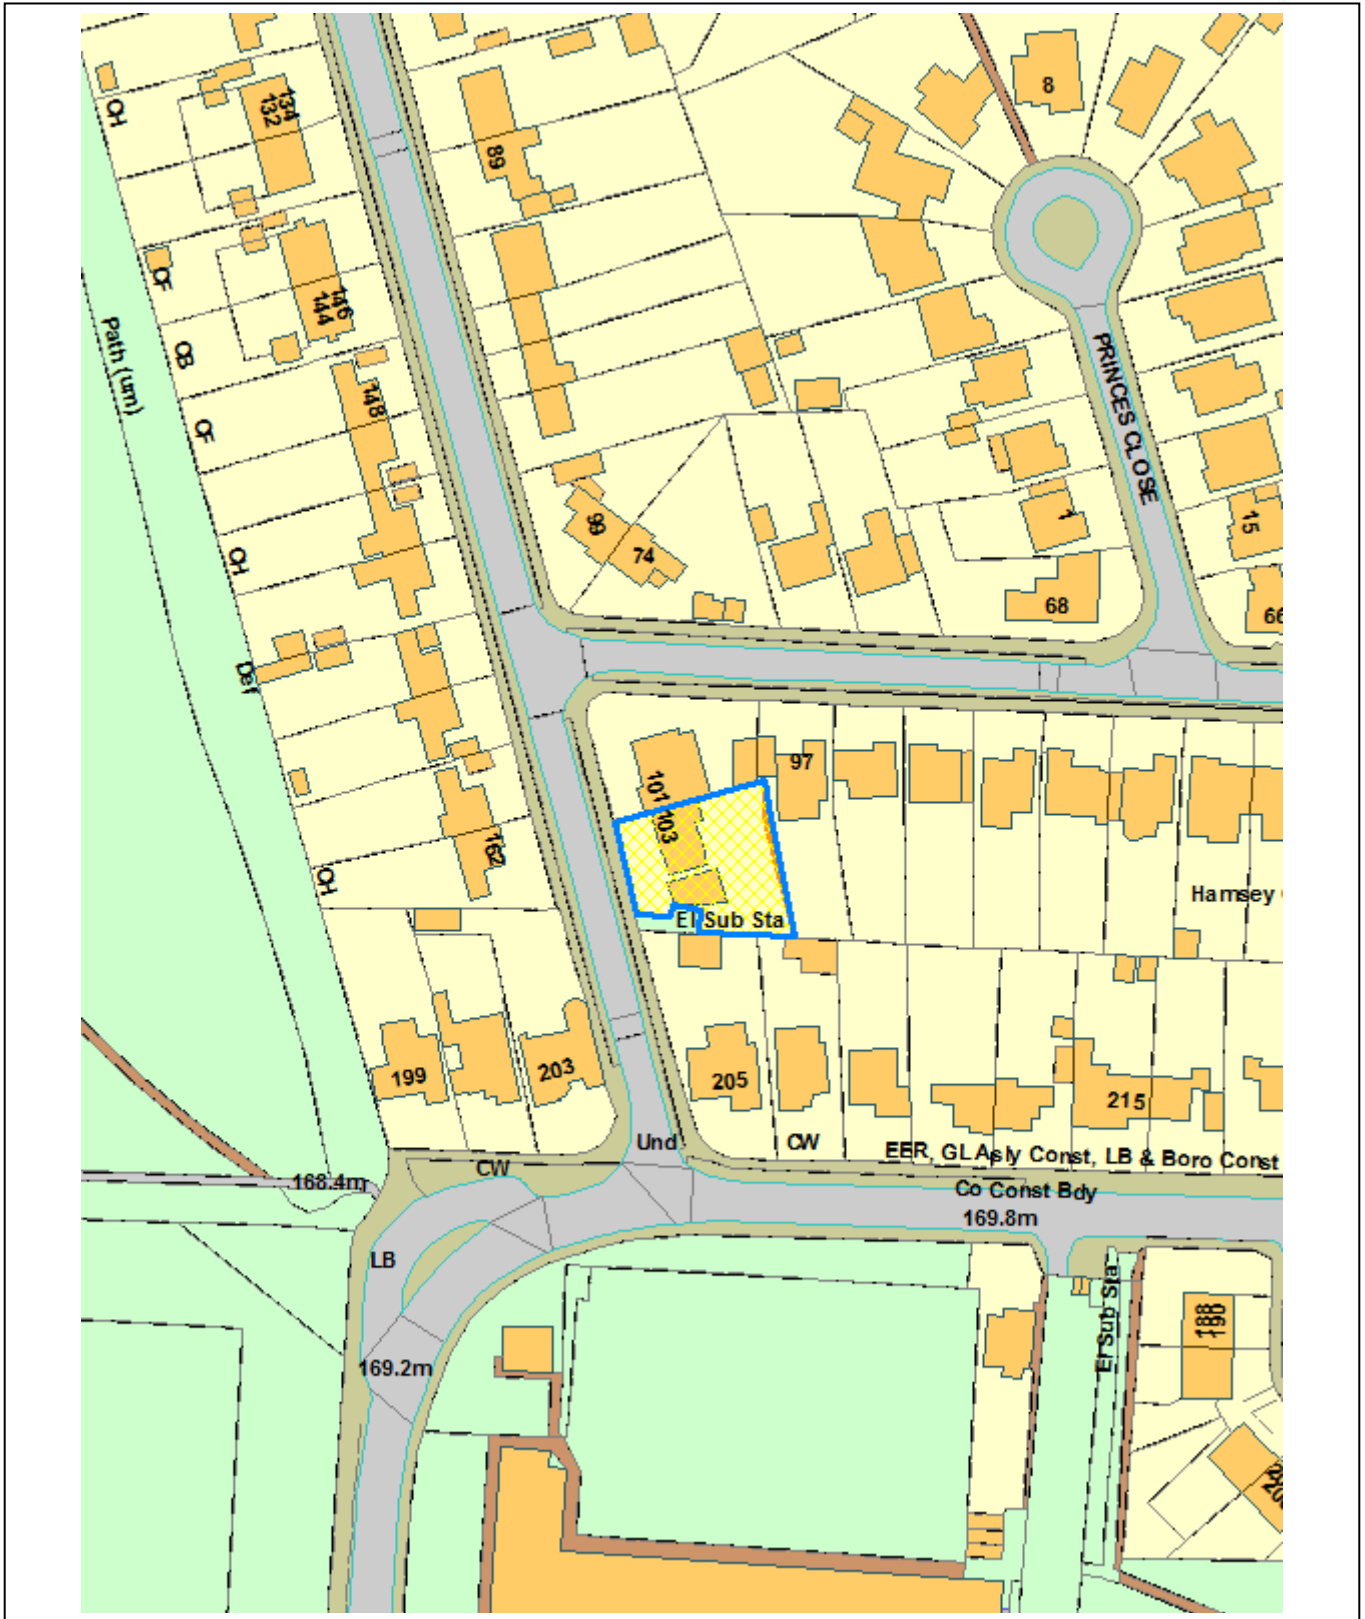 8
134
132
OH
89
CF
146
144
CB
Path (um)
PRINCES CLOSE
148
CF
99
74
1
15
OH
68
66
Def
97
101
103
162
OH
Hamsey
El Sub Sta
199
203
205
215
Und
CW
EER, GL Asly Const, LB & Boro Const
CW
168.4m
Co Const Bdy
169.8m
LB
El Sub Sta
188
190
169.2m